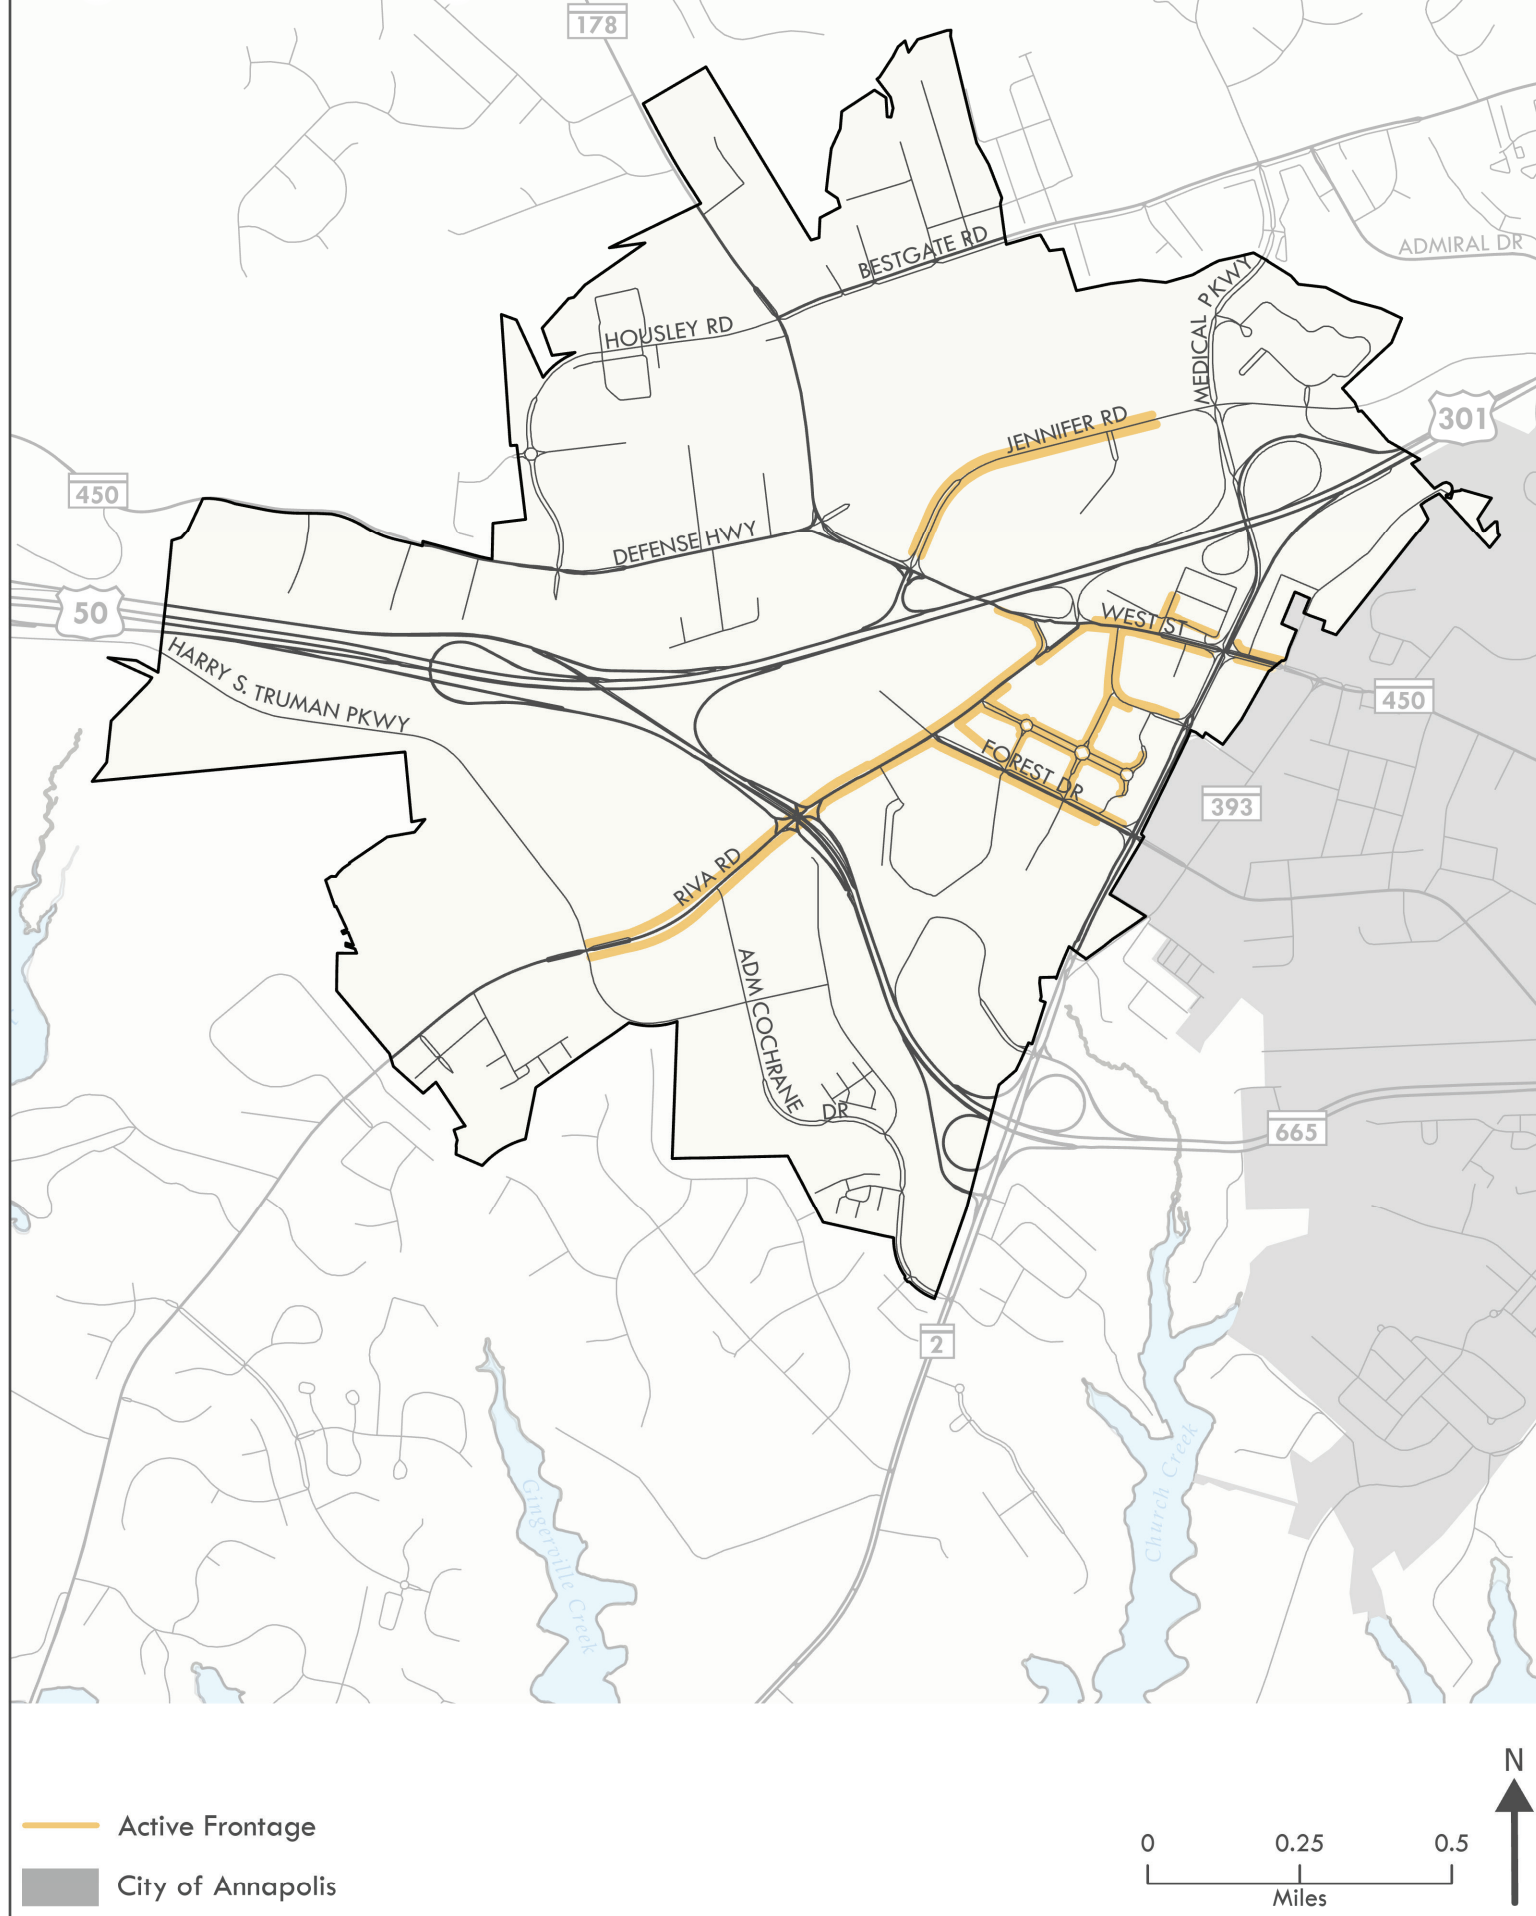 178
BESTGATE RD
ADMIRAL DR
MEDICAL PKWY
HOUSLEY RD
301
JENNIFER RD
450
DEFENSE HWY
50
WEST ST
HARRY S. TRUMAN PKWY
450
FOREST DR
393
RIVA RD
ADM COCHRANE DR
665
2
Church Creek
Gingerville Creek
N
Active Frontage
City of Annapolis
0 0.25 0.5
Miles